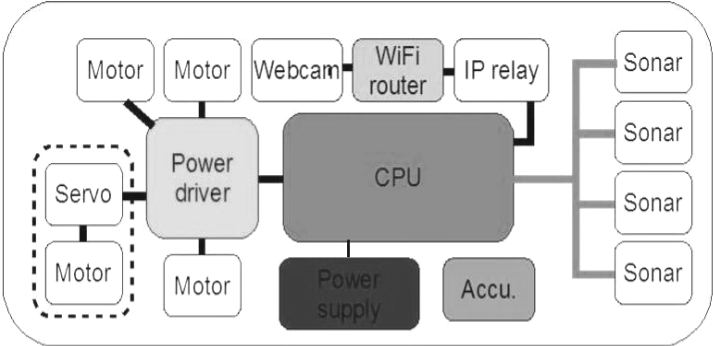 Motor
Motor
Webcam
WiFi
router
IP relay
Sonar
Sonar
Sonar
Sonar
Power
driver
CPU
Servo
Motor
Motor
Power
supply
Accu.